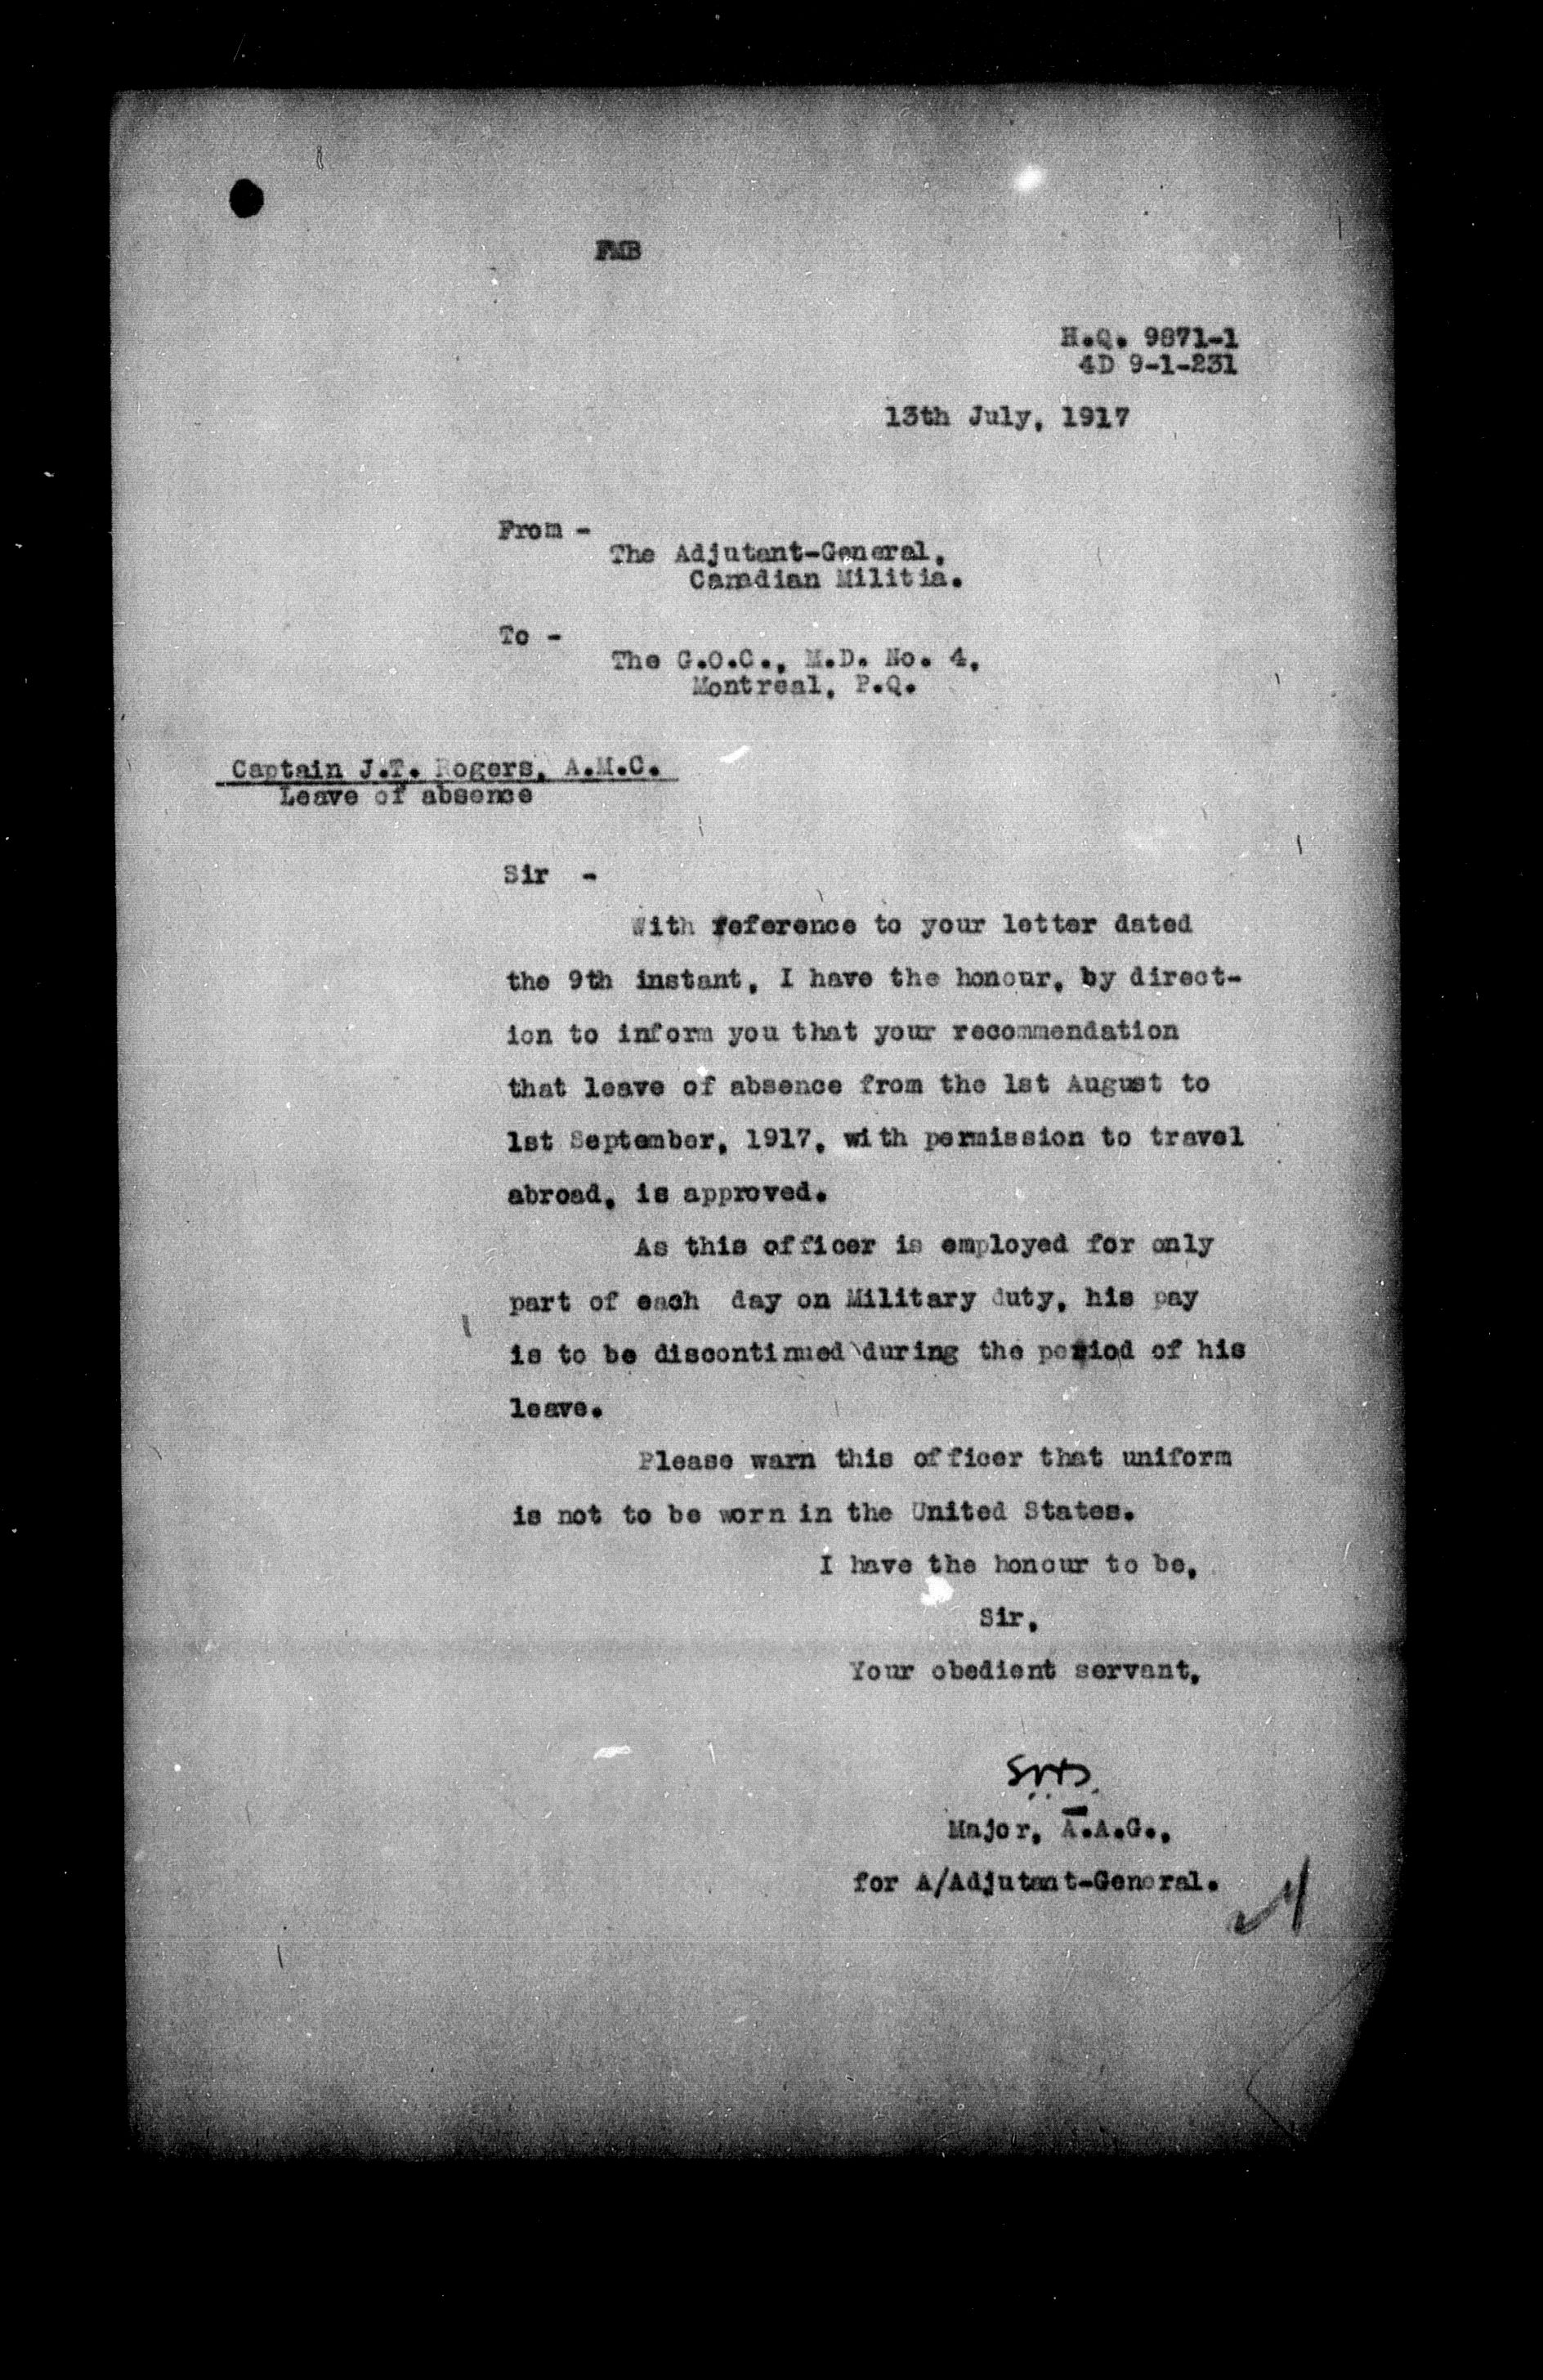 FMB
H.Q. 9871-1
4D 9-1-231
13th July, 1917
From -
The Adjutant-General,
Canadian Militia.
To -
The G.O.C., M.D. No. 4,
Montreal, P.Q.
Captain J.T. Rogers, A.M.C.
Leave of absence
Sir -
With reference to your letter dated
the 9th instant, I have the honour, by direct-
ion to inform you that your recommendation
that leave of absence from the 1st August to
1st September, 1917, with permission to travel
abroad, is approved.
As this officer is employed for only
part of each day on Military duty, his pay
is to be discontinued during the period of his
leave.
Please warn this officer that uniform
is not to be worn in the United States.
I have the honour to be,
Sir,
Your obedient servant,
Major, A.A.G.,
for A/Adjutant-General.